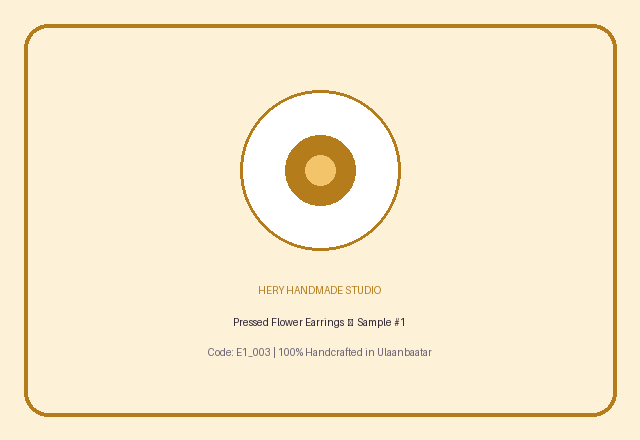 HERY HANDMADE STUDIO
Pressed Flower Earrings ▯ Sample #1
Code: E1_003 | 100% Handcrafted in Ulaanbaatar